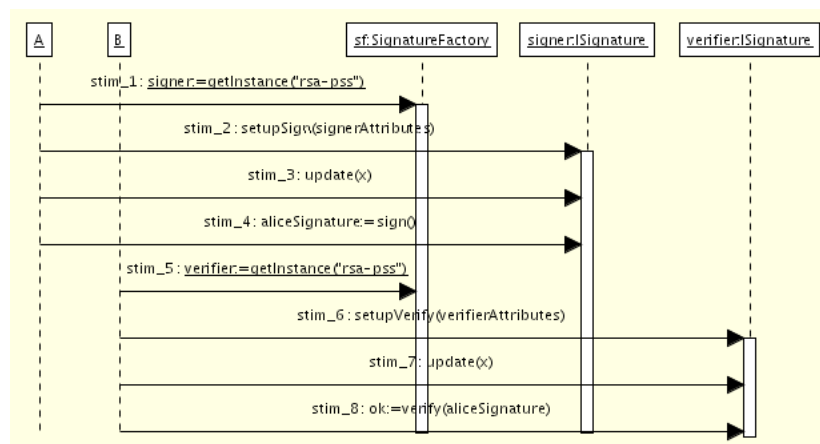 A B sf:SignatureFactory signer:ISignature verifier:ISignature
stim_1: signer:=getInstance("rsa-pss")
stim_2: setupSign(signerAttributes)
stim_3: update(x)
stim_4: aliceSignature:=sign()
stim_5: verifier:=getInstance("rsa-pss")
stim_6: setupVerify(verifierAttributes)
stim_7: update(x)
stim_8: ok:=verify(aliceSignature)